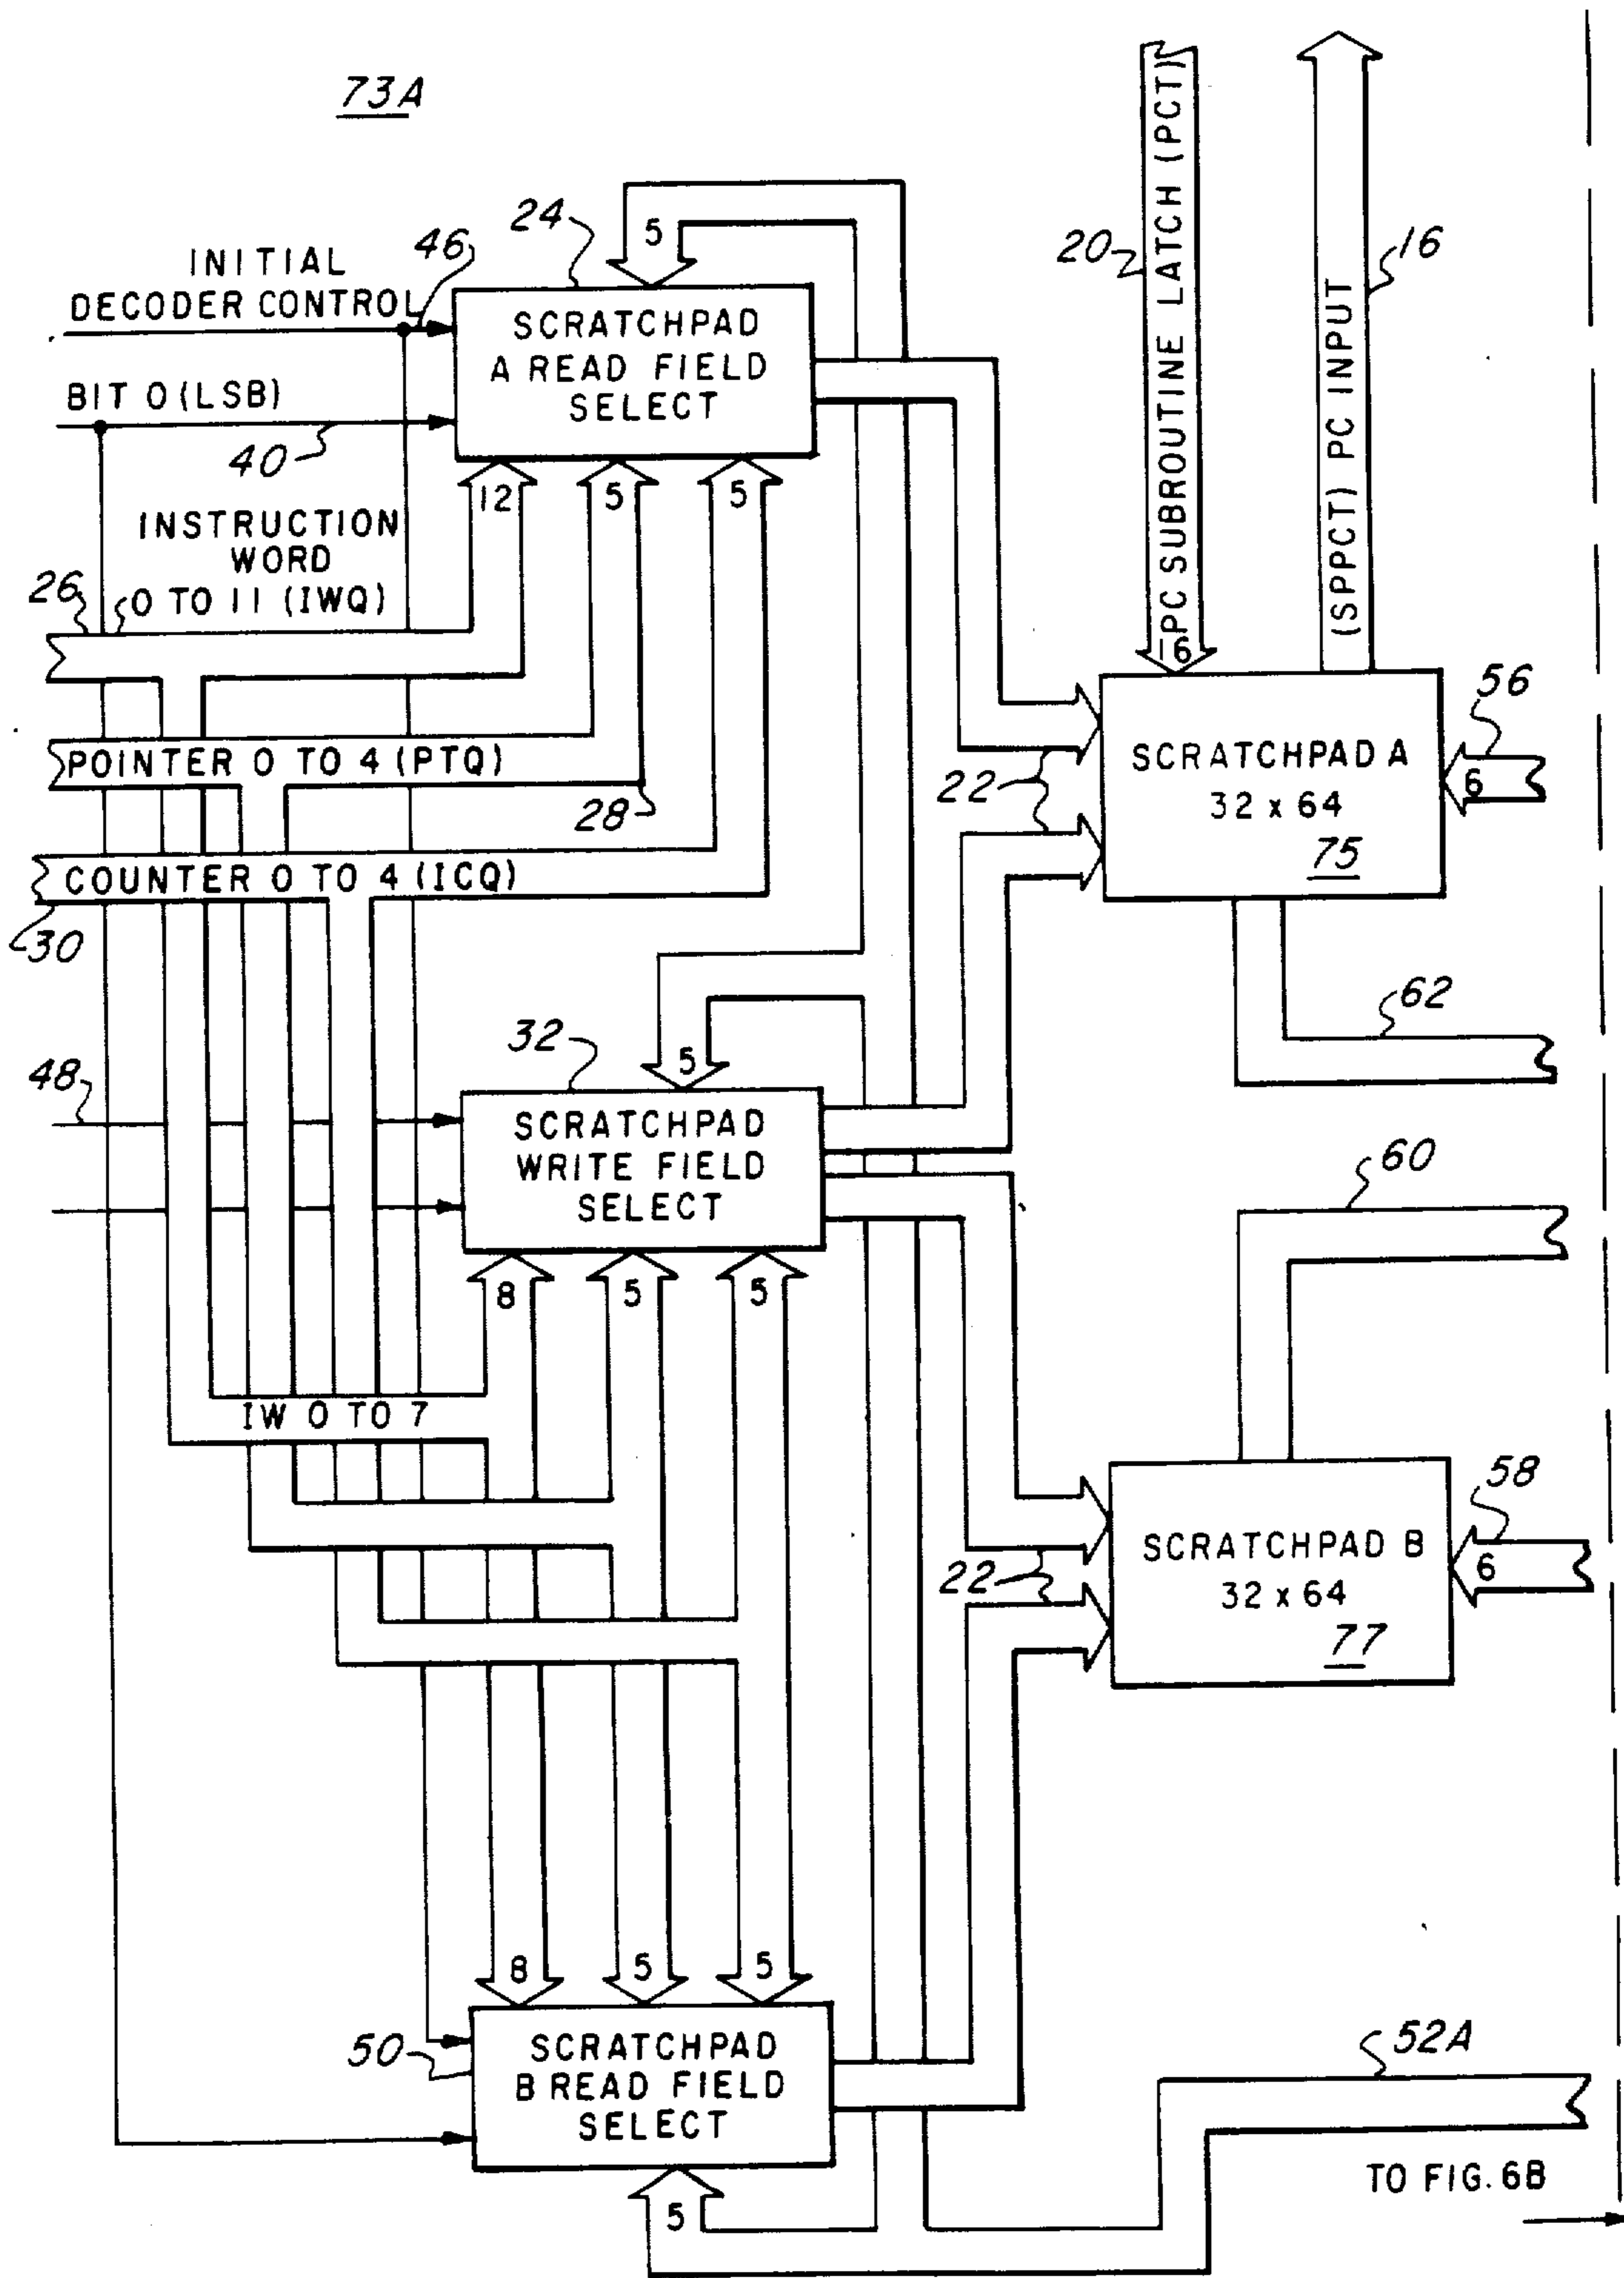 73A
24
46
INITIAL
DECODER CONTROL
5
SCRATCHPAD
A READ FIELD
SELECT
BIT 0 (LSB)
40
12
5
5
INSTRUCTION
WORD
0 TO 11 (IWQ)
26
POINTER 0 TO 4 (PTQ)
28
COUNTER 0 TO 4 (ICQ)
30
20
PC SUBROUTINE LATCH (PCT)
16
(SPPCT) PC INPUT
16
SCRATCHPAD A
32 x 64
75
56
6
22
62
32
5
48
SCRATCHPAD
WRITE FIELD
SELECT
8
5
5
IW 0 TO 7
60
SCRATCHPAD B
32 x 64
77
58
6
22
8
5
5
50
SCRATCHPAD
B READ FIELD
SELECT
5
52A
TO FIG. 6B